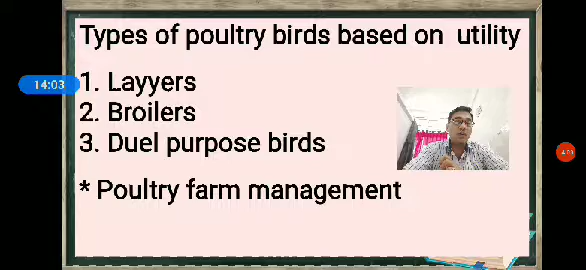 Types of poultry birds based on utility
1. Layyers
14:03
2. Broilers
3. Duel purpose birds
* Poultry farm management